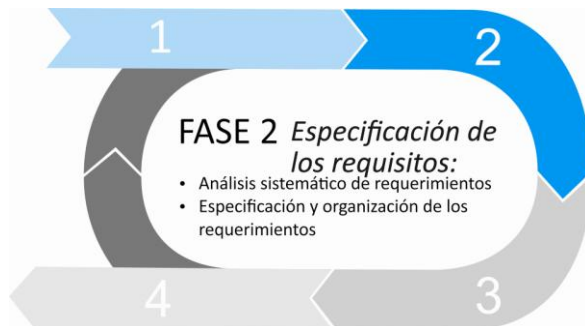 1
2
FASE 2 Especificación de
los requisitos:
• Análisis sistemático de requerimientos
• Especificación y organización de los
requerimientos
4
3